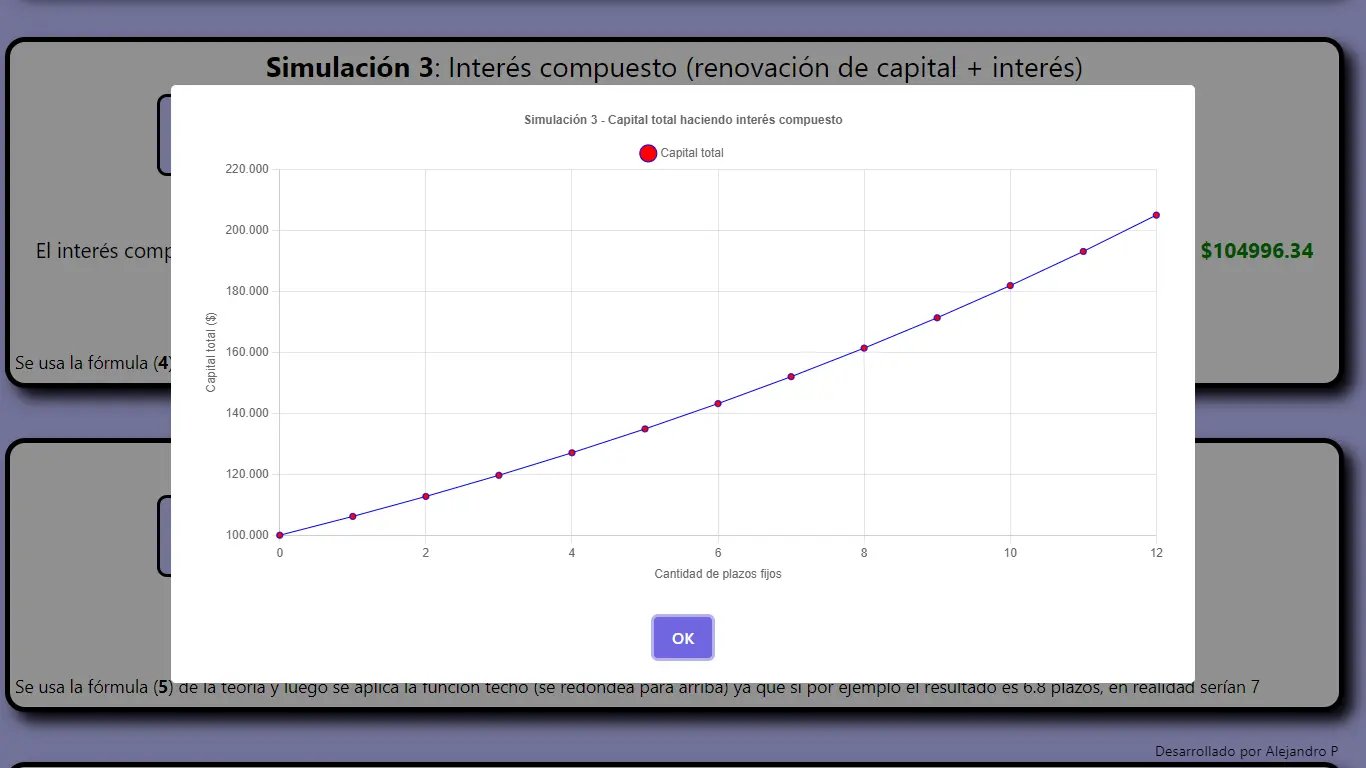 Simulación 3: Interés compuesto (renovación de capital + interés)
Simulación 3 - Capital total haciendo interés compuesto
Capital total
220.000
200.000
180.000
160.000
140.000
120.000
100.000
Capital total ($)
0 2 4 6 8 10 12
Cantidad de plazos fijos
El interés comp
$104996.34
Se usa la fórmula (4)
OK
Se usa la fórmula (5) de la teoría y luego se aplica la función techo (se redondea para arriba) ya que si por ejemplo el resultado es 6.8 plazos, en realidad serían 7
Desarrollado por Alejandro P